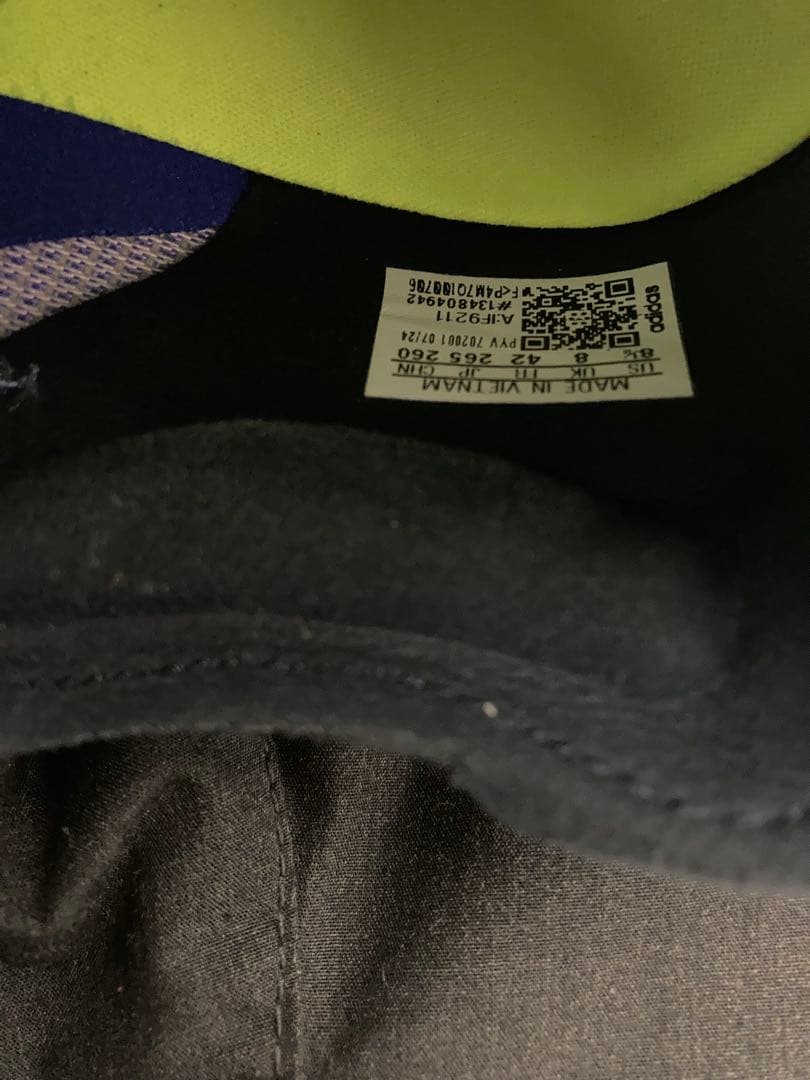 MADE IN VIETNAM
US UK FR JP CHN
8½ 8 42 265 260
PYV 702001 07/24
A:IF9211
#134804942
F<P4M7Q100706
adidas